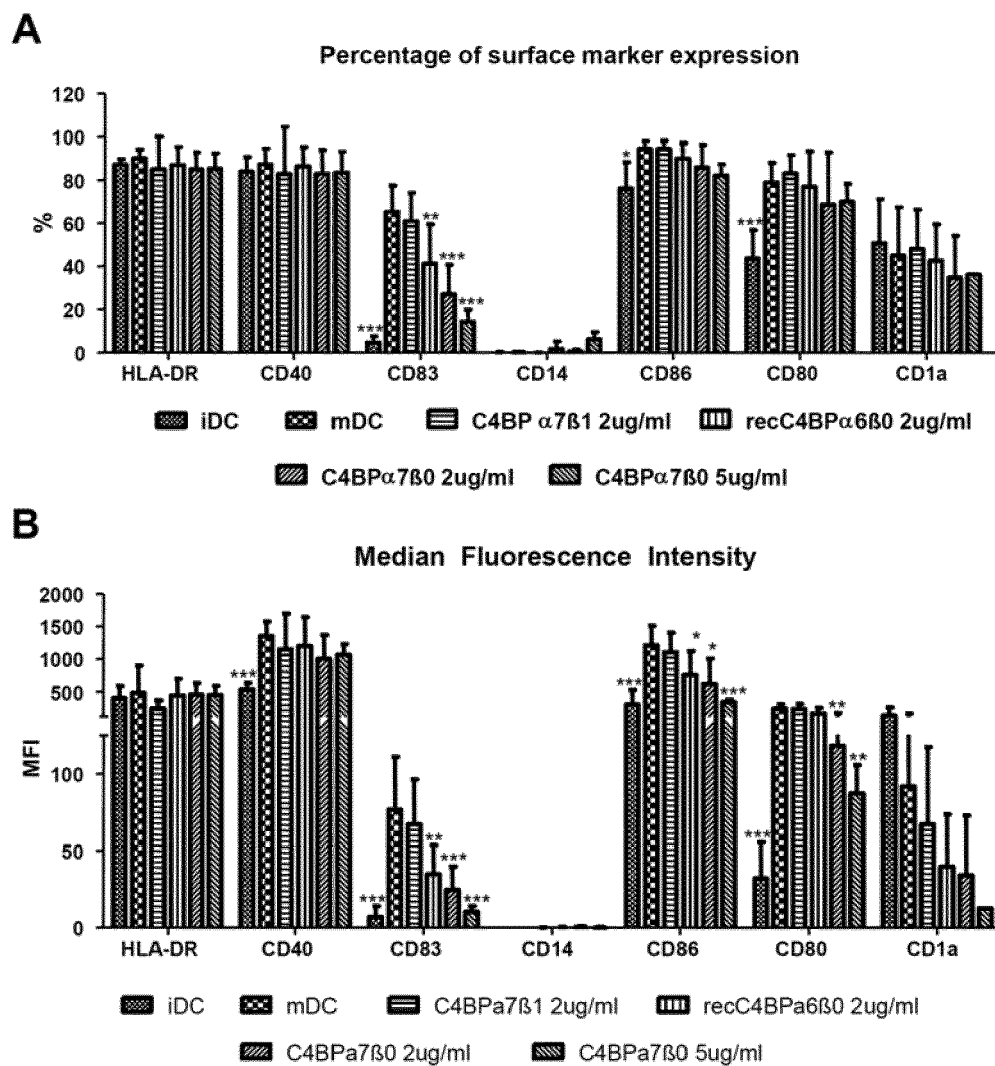 A
Percentage of surface marker expression
120
100
80
60
40
20
0
%
* 
** *** *** ***
***
HLA-DR CD40 CD83 CD14 CD86 CD80 CD1a
iDC mDC C4BP α7ß1 2ug/ml recC4BPα6ß0 2ug/ml
C4BPα7ß0 2ug/ml C4BPα7ß0 5ug/ml
B
Median Fluorescence Intensity
2000
1500
1000
500
100
50
0
MFI
***
*** ** *** ***
*** * * ***
*** ** **
HLA-DR CD40 CD83 CD14 CD86 CD80 CD1a
iDC mDC C4BPa7ß1 2ug/ml recC4BPa6ß0 2ug/ml
C4BPa7ß0 2ug/ml C4BPa7ß0 5ug/ml